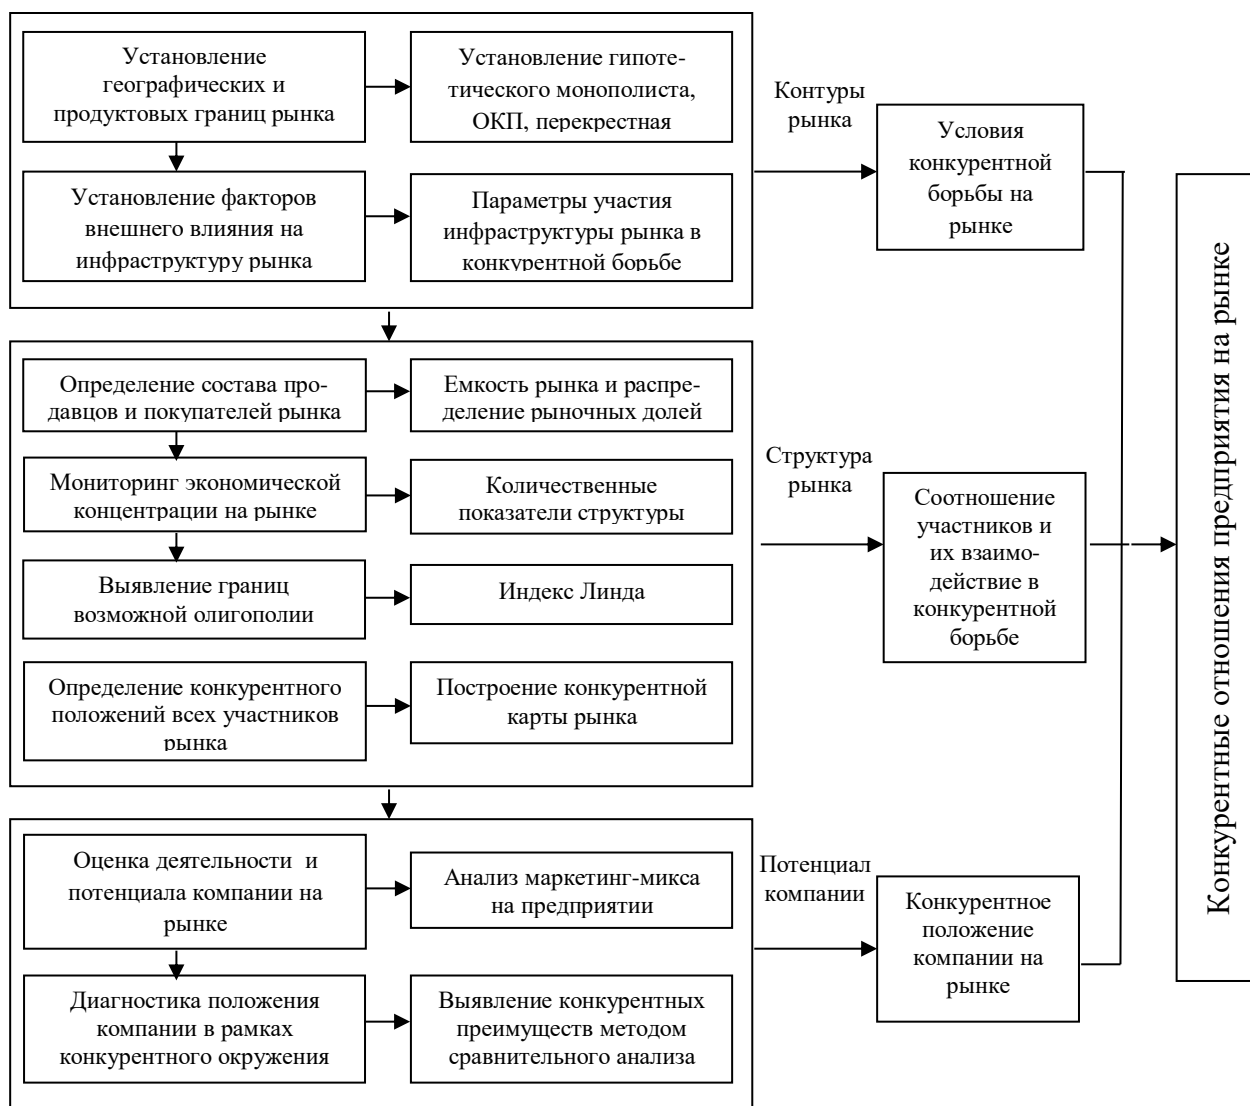 Установление
географических и
продуктовых границ рынка
Установление гипоте-
тического монополиста,
ОКП, перекрестная
Контуры
рынка
Условия
конкурентной
борьбы на
рынке
Установление факторов
внешнего влияния на
инфраструктуру рынка
Параметры участия
инфраструктуры рынка в
конкурентной борьбе
Определение состава про-
давцов и покупателей рынка
Емкость рынка и распре-
деление рыночных долей
Мониторинг экономической
концентрации на рынке
Количественные
показатели структуры
Структура
рынка
Соотношение
участников и
их взаимо-
действие в
конкурентной
борьбе
Выявление границ
возможной олигополии
Индекс Линда
Определение конкурентного
положений всех участников
рынка
Построение конкурентной
карты рынка
Оценка деятельности и
потенциала компании на
рынке
Анализ маркетинг-микса
на предприятии
Потенциал
компании
Конкурентное
положение
компании на
рынке
Диагностика положения
компании в рамках
конкурентного окружения
Выявление конкурентных
преимуществ методом
сравнительного анализа
Конкурентные отношения предприятия на рынке